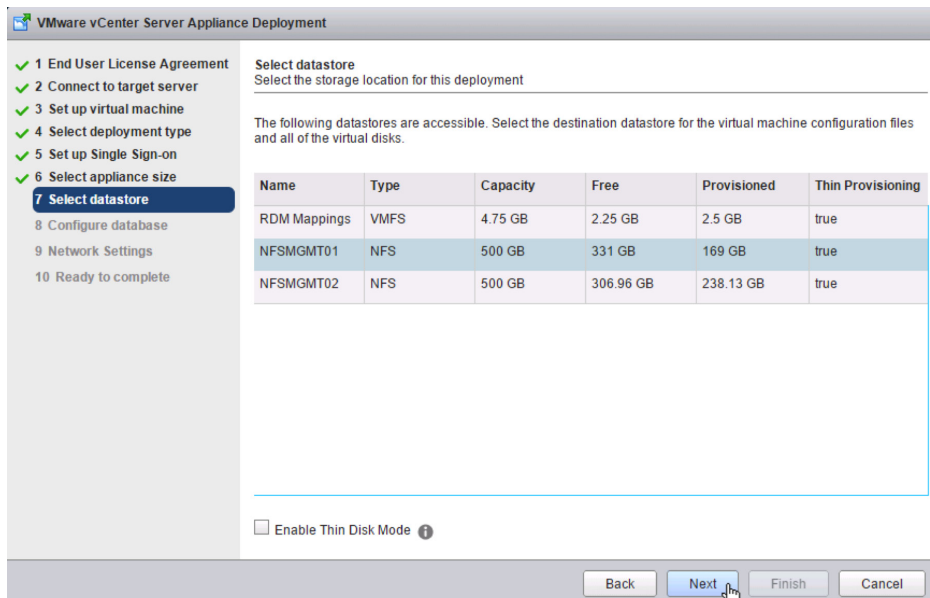 VMware vCenter Server Appliance Deployment
1 End User License Agreement
2 Connect to target server
3 Set up virtual machine
4 Select deployment type
5 Set up Single Sign-on
6 Select appliance size
7 Select datastore
8 Configure database
9 Network Settings
10 Ready to complete
Select datastore
Select the storage location for this deployment
The following datastores are accessible. Select the destination datastore for the virtual machine configuration files
and all of the virtual disks.
Name Type Capacity Free Provisioned Thin Provisioning
RDM Mappings VMFS 4.75 GB 2.25 GB 2.5 GB true
NFSMGMT01 NFS 500 GB 331 GB 169 GB true
NFSMGMT02 NFS 500 GB 306.96 GB 238.13 GB true
Enable Thin Disk Mode
Back Next Finish Cancel